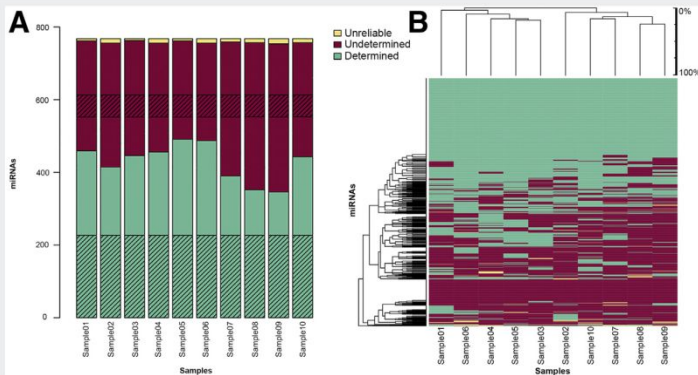 A
800
600
400
200
0
miRNAs
Sample01
Sample02
Sample03
Sample04
Sample05
Sample06
Sample07
Sample08
Sample09
Sample10
Samples
Unreliable
Undetermined
Determined
B
0%
100%
miRNAs
Sample01
Sample06
Sample04
Sample05
Sample03
Sample02
Sample10
Sample07
Sample08
Sample09
Samples